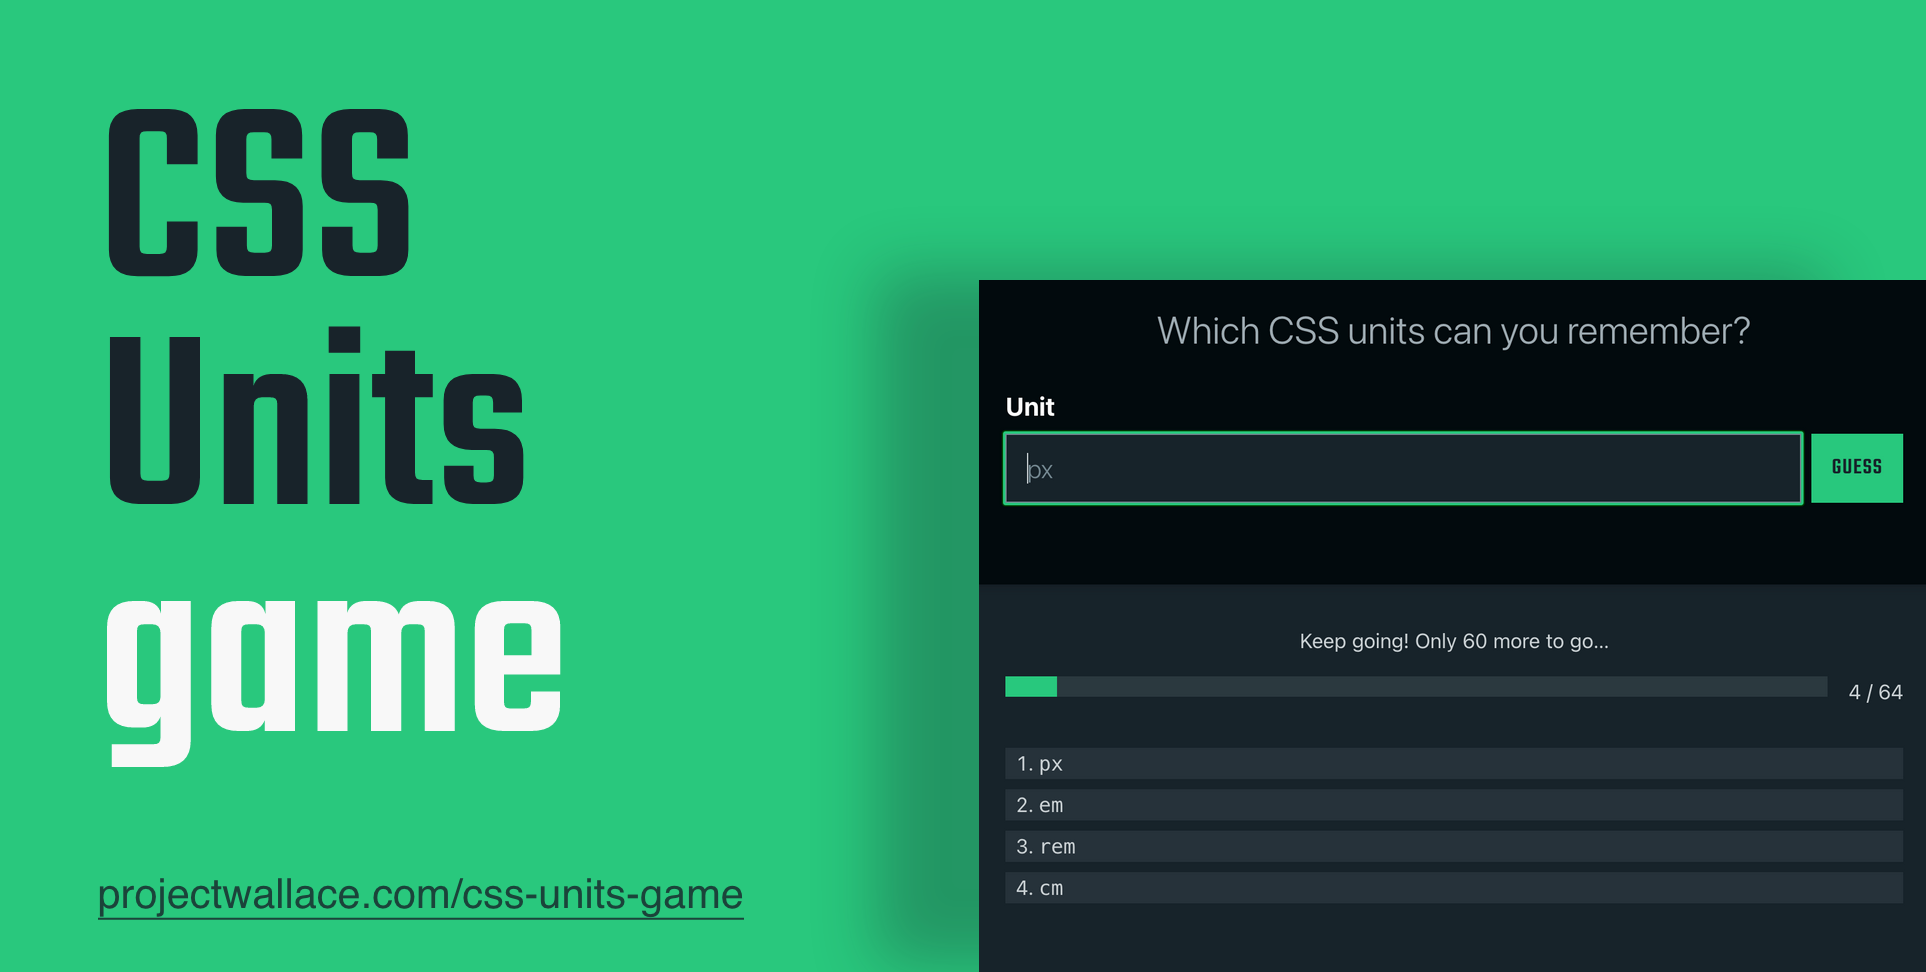 CSS
Units
game
projectwallace.com/css-units-game
Which CSS units can you remember?
Unit
px
GUESS
Keep going! Only 60 more to go...
4 / 64
1. px
2. em
3. rem
4. cm